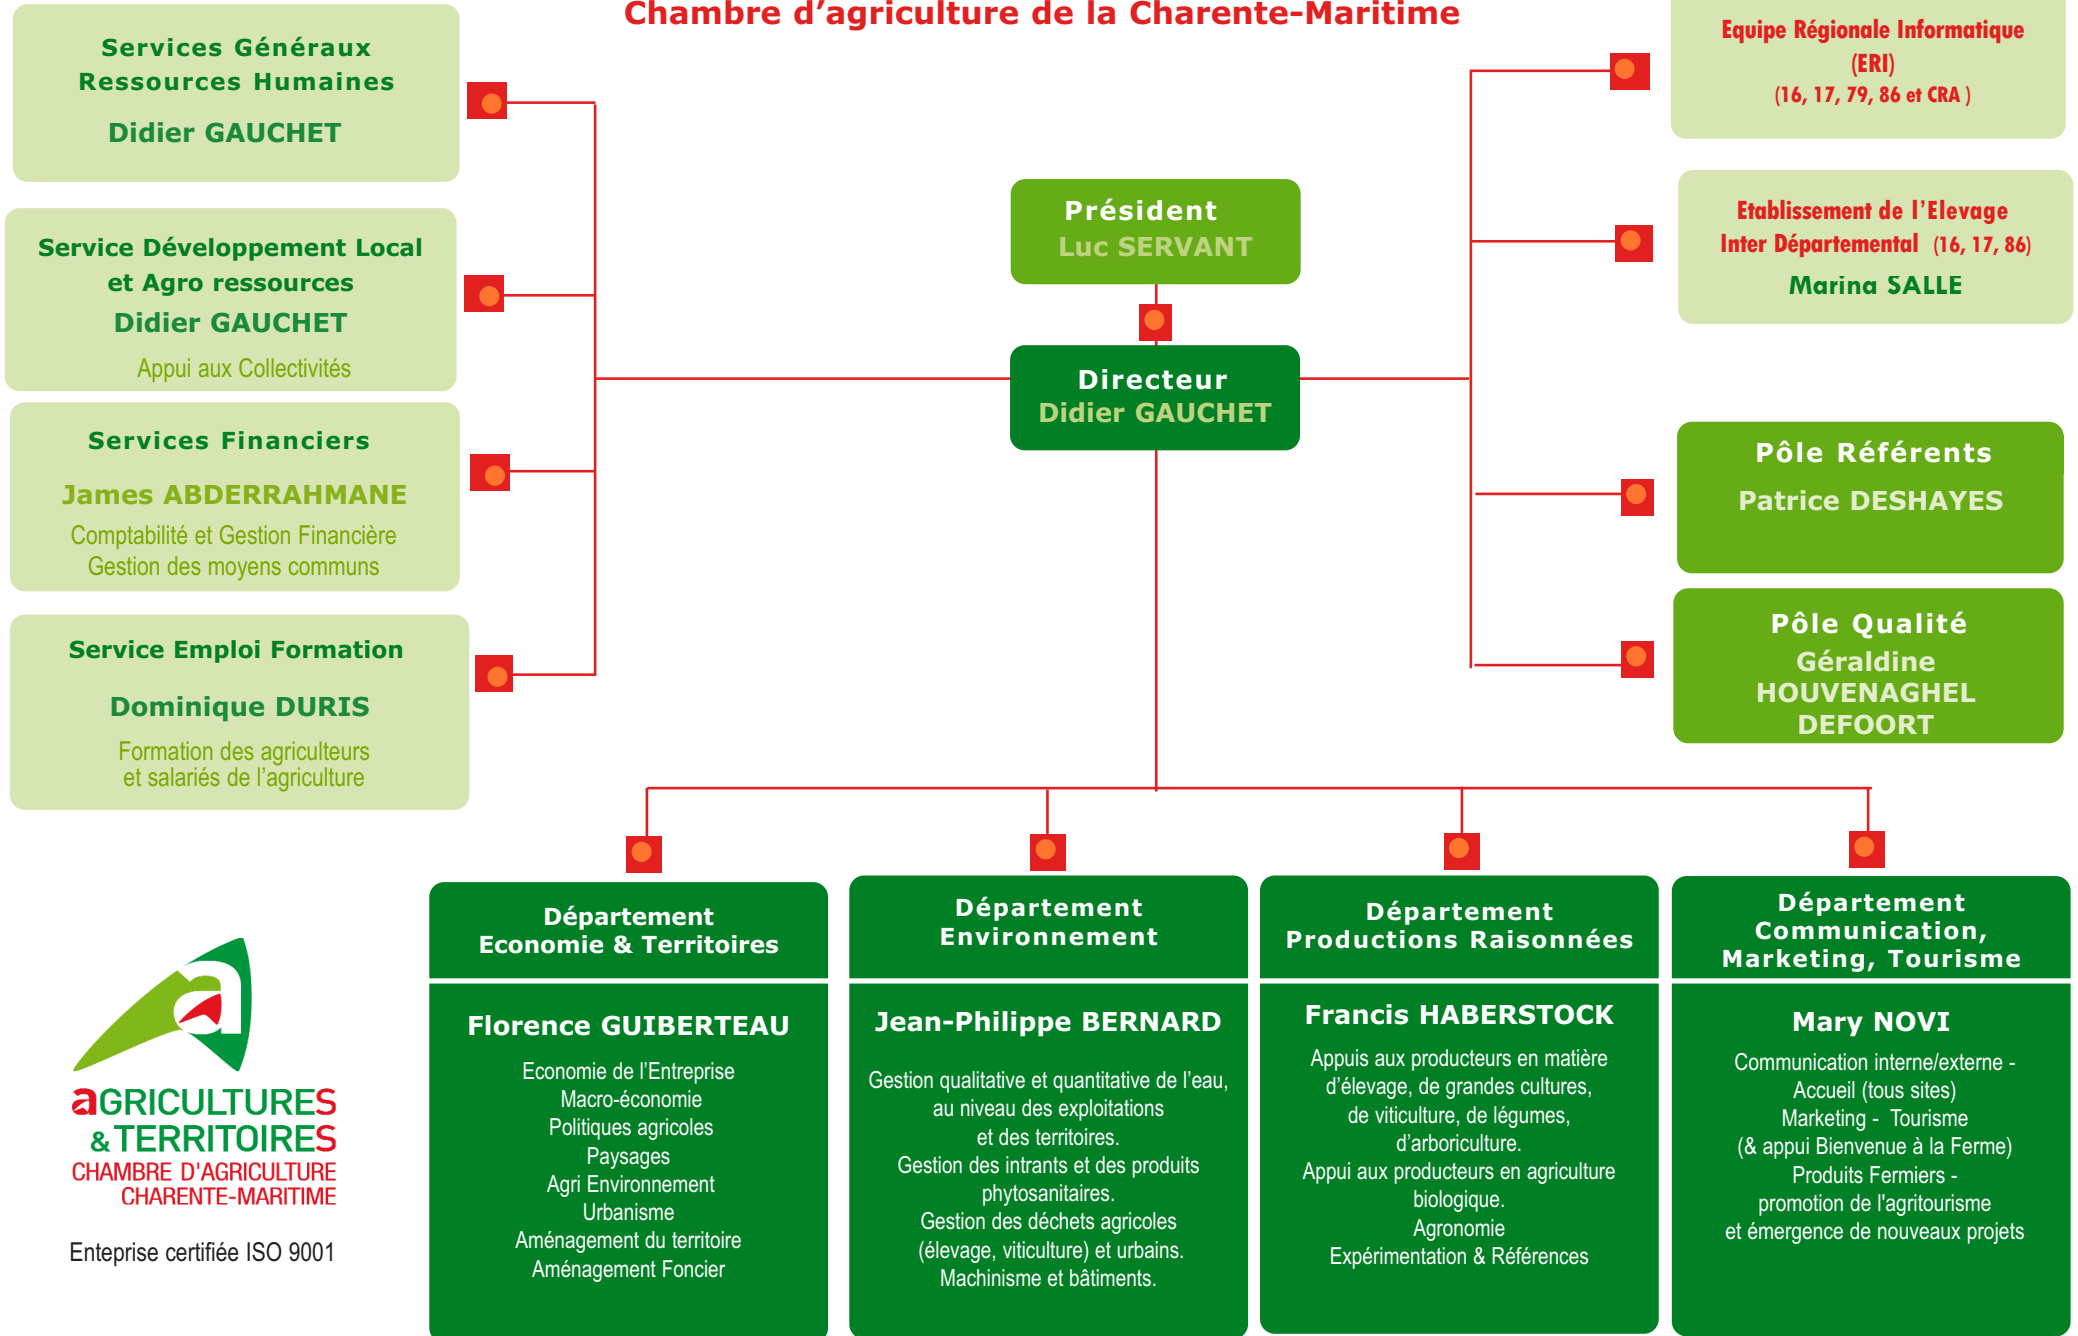 Chambre d’agriculture de la Charente-Maritime
Services Généraux
Ressources Humaines
Didier GAUCHET
Service Développement Local
et Agro ressources
Didier GAUCHET
Appui aux Collectivités
Services Financiers
James ABDERRAHMANE
Comptabilité et Gestion Financière
Gestion des moyens communs
Service Emploi Formation
Dominique DURIS
Formation des agriculteurs
et salariés de l’agriculture
Président
Luc SERVANT
Directeur
Didier GAUCHET
Equipe Régionale Informatique
(ERI)
(16, 17, 79, 86 et CRA )
Etablissement de l’Elevage
Inter Départemental (16, 17, 86)
Marina SALLE
Pôle Référents
Patrice DESHAYES
Pôle Qualité
Géraldine
HOUVENAGHEL
DEFOORT
Département
Economie & Territoires
Florence GUIBERTEAU
Economie de l’Entreprise
Macro-économie
Politiques agricoles
Paysages
Agri Environnement
Urbanisme
Aménagement du territoire
Aménagement Foncier
Département
Environnement
Jean-Philippe BERNARD
Gestion qualitative et quantitative de l’eau,
au niveau des exploitations
et des territoires.
Gestion des intrants et des produits
phytosanitaires.
Gestion des déchets agricoles
(élevage, viticulture) et urbains.
Machinisme et bâtiments.
Département
Productions Raisonnées
Francis HABERSTOCK
Appuis aux producteurs en matière
d’élevage, de grandes cultures,
de viticulture, de légumes,
d’arboriculture.
Appui aux producteurs en agriculture
biologique.
Agronomie
Expérimentation & Références
Département
Communication,
Marketing, Tourisme
Mary NOVI
Communication interne/externe -
Accueil (tous sites)
Marketing - Tourisme
(& appui Bienvenue à la Ferme)
Produits Fermiers -
promotion de l'agritourisme
et émergence de nouveaux projets
aGRICULTURES
& TERRITOIRES
CHAMBRE D'AGRICULTURE
CHARENTE-MARITIME
Enteprise certifiée ISO 9001